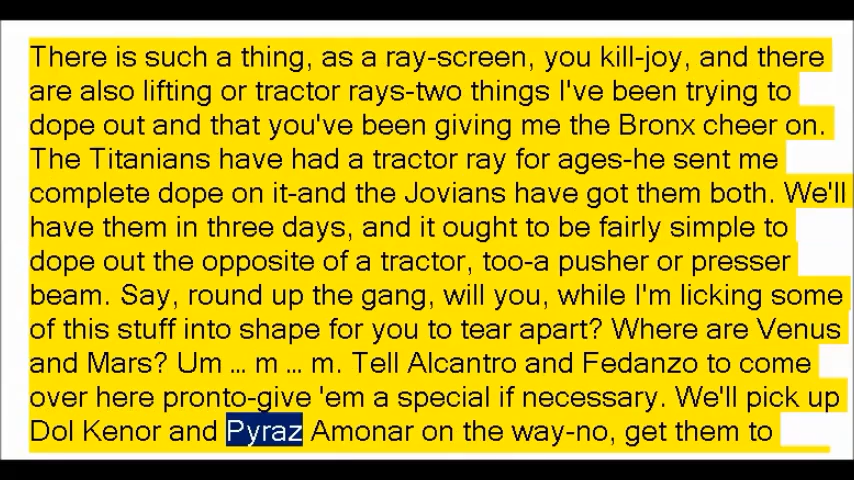 There is such a thing, as a ray-screen, you kill-joy, and there
are also lifting or tractor rays-two things I've been trying to
dope out and that you've been giving me the Bronx cheer on.
The Titanians have had a tractor ray for ages-he sent me
complete dope on it-and the Jovians have got them both. We'll
have them in three days, and it ought to be fairly simple to
dope out the opposite of a tractor, too-a pusher or presser
beam. Say, round up the gang, will you, while I'm licking some
of this stuff into shape for you to tear apart? Where are Venus
and Mars? Um ... m ... m. Tell Alcantro and Fedanzo to come
over here pronto-give 'em a special if necessary. We'll pick up
Dol Kenor and Pyraz Amonar on the way-no, get them to